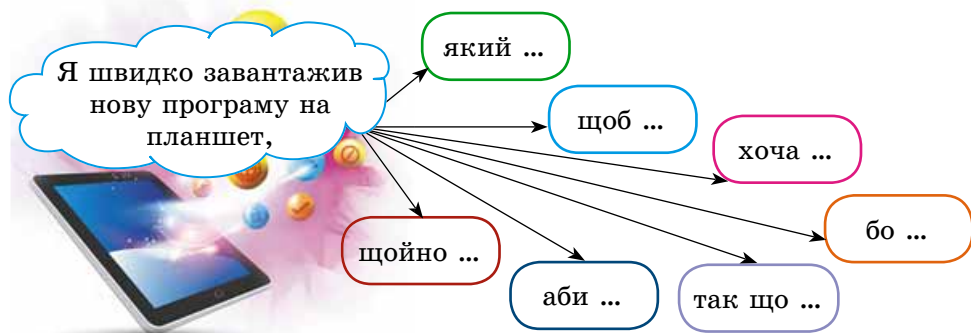 Я швидко завантажив
нову програму на
планшет,
який ...
щоб ...
хоча ...
бо ...
щойно ...
аби ...
так що ...